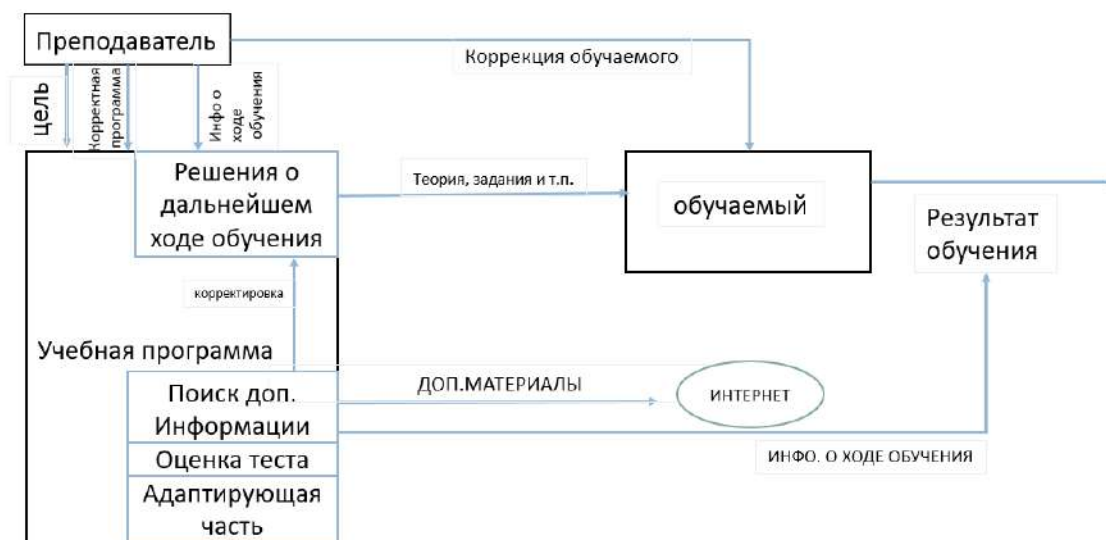 Преподаватель
Коррекция обучаемого
цель
Корректная
программа
Инфо о
ходе
обучения
Решения о
дальнейшем
ходе обучения
Теория, задания и т.п.
обучаемый
Результат
обучения
корректировка
Учебная программа
Поиск доп.
Информации
ДОП.МАТЕРИАЛЫ
ИНТЕРНЕТ
ИНФО. О ХОДЕ ОБУЧЕНИЯ
Оценка теста
Адаптирующая
часть